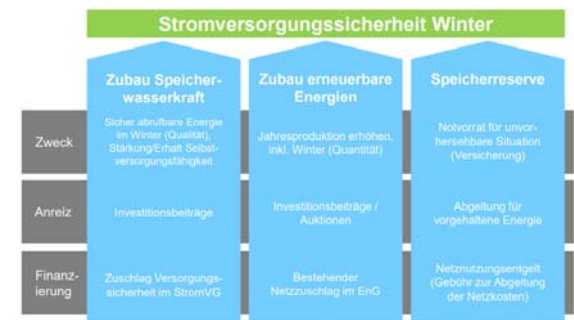 Stromversorgungssicherheit Winter
Zubau Speicher-
wasserkraft
Zubau erneuerbare
Energien
Speicherreserve
Zweck
Sicher abrufbare Energie
im Winter (Qualität),
Stärkung/Erhalt Selbst-
versorgungsfähigkeit
Jahresproduktion erhöhen,
inkl. Winter (Quantität)
Notvorrat für unvor-
hersehbare Situation
(Versicherung)
Anreiz
Investitionsbeiträge
Investitionsbeiträge /
Auktionen
Abgeltung für
vorgehaltene Energie
Finanz-
ierung
Zuschlag Versorgungs-
sicherheit im StromVG
Bestehender
Netzzuschlag im EnG
Netznutzungsentgelt
(Gebühr zur Abgeltung
der Netzkosten)